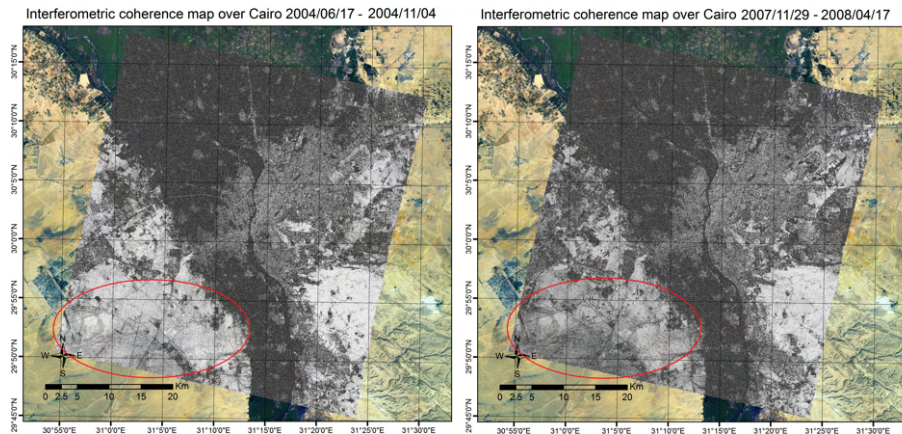 Interferometric coherence map over Cairo 2004/06/17 - 2004/11/04
30°15'0"N
30°10'0"N
30°5'0"N
30°0'0"N
29°55'0"N
29°50'0"N
29°45'0"N
N
W E
S
Km
0 2.5 5 10 15 20
30°55'0"E 31°0'0"E 31°5'0"E 31°10'0"E 31°15'0"E 31°20'0"E 31°25'0"E 31°30'0"E
Interferometric coherence map over Cairo 2007/11/29 - 2008/04/17
30°15'0"N
30°10'0"N
30°5'0"N
30°0'0"N
29°55'0"N
29°50'0"N
29°45'0"N
N
W E
S
Km
0 2.5 5 10 15 20
30°55'0"E 31°0'0"E 31°5'0"E 31°10'0"E 31°15'0"E 31°20'0"E 31°25'0"E 31°30'0"E